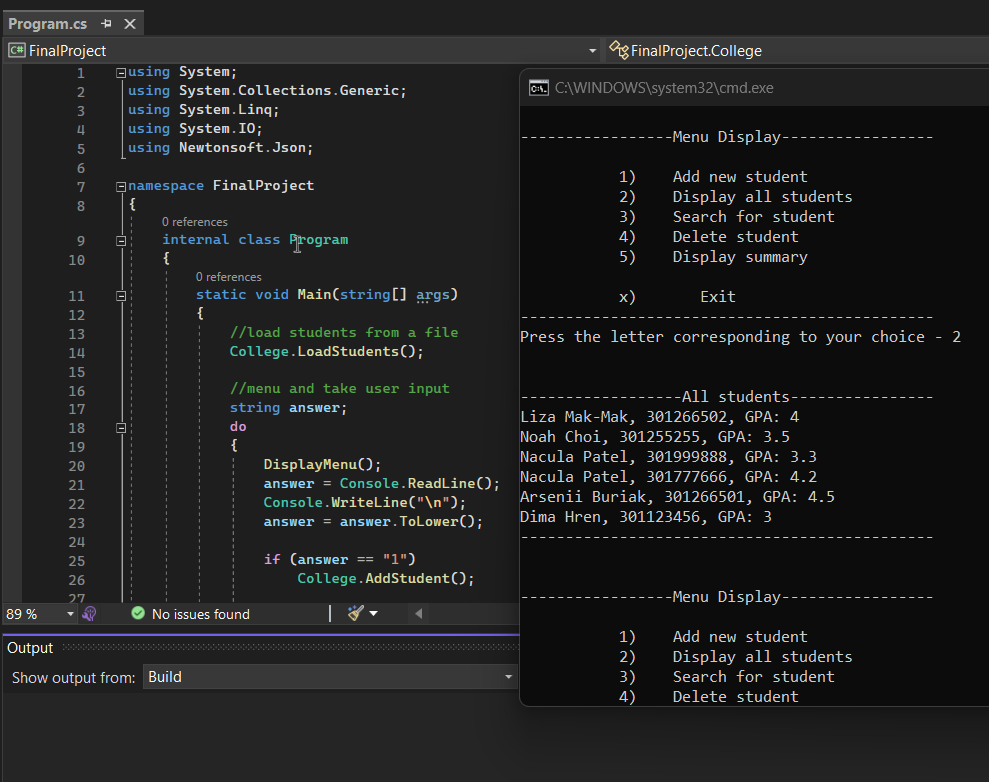 Program.cs
FinalProject
FinalProject.College
1 using System;
2 using System.Collections.Generic;
3 using System.Linq;
4 using System.IO;
5 using Newtonsoft.Json;
6
7 namespace FinalProject
8 {
0 references
9 internal class Program
10 {
0 references
11 static void Main(string[] args)
12 {
13 //load students from a file
14 College.LoadStudents();
15
16 //menu and take user input
17 string answer;
18 do
19 {
20 DisplayMenu();
21 answer = Console.ReadLine();
22 Console.WriteLine("\n");
23 answer = answer.ToLower();
24
25 if (answer == "1")
26 College.AddStudent();
27
89 %
No issues found
Output
Show output from: Build
C:\WINDOWS\system32\cmd.exe
-----------------Menu Display-----------------
1) Add new student
2) Display all students
3) Search for student
4) Delete student
5) Display summary
x) Exit
----------------------------------------------
Press the letter corresponding to your choice - 2
------------------All students----------------
Liza Mak-Mak, 301266502, GPA: 4
Noah Choi, 301255255, GPA: 3.5
Nacula Patel, 301999888, GPA: 3.3
Nacula Patel, 301777666, GPA: 4.2
Arsenii Buriak, 301266501, GPA: 4.5
Dima Hren, 301123456, GPA: 3
----------------------------------------------
-----------------Menu Display-----------------
1) Add new student
2) Display all students
3) Search for student
4) Delete student